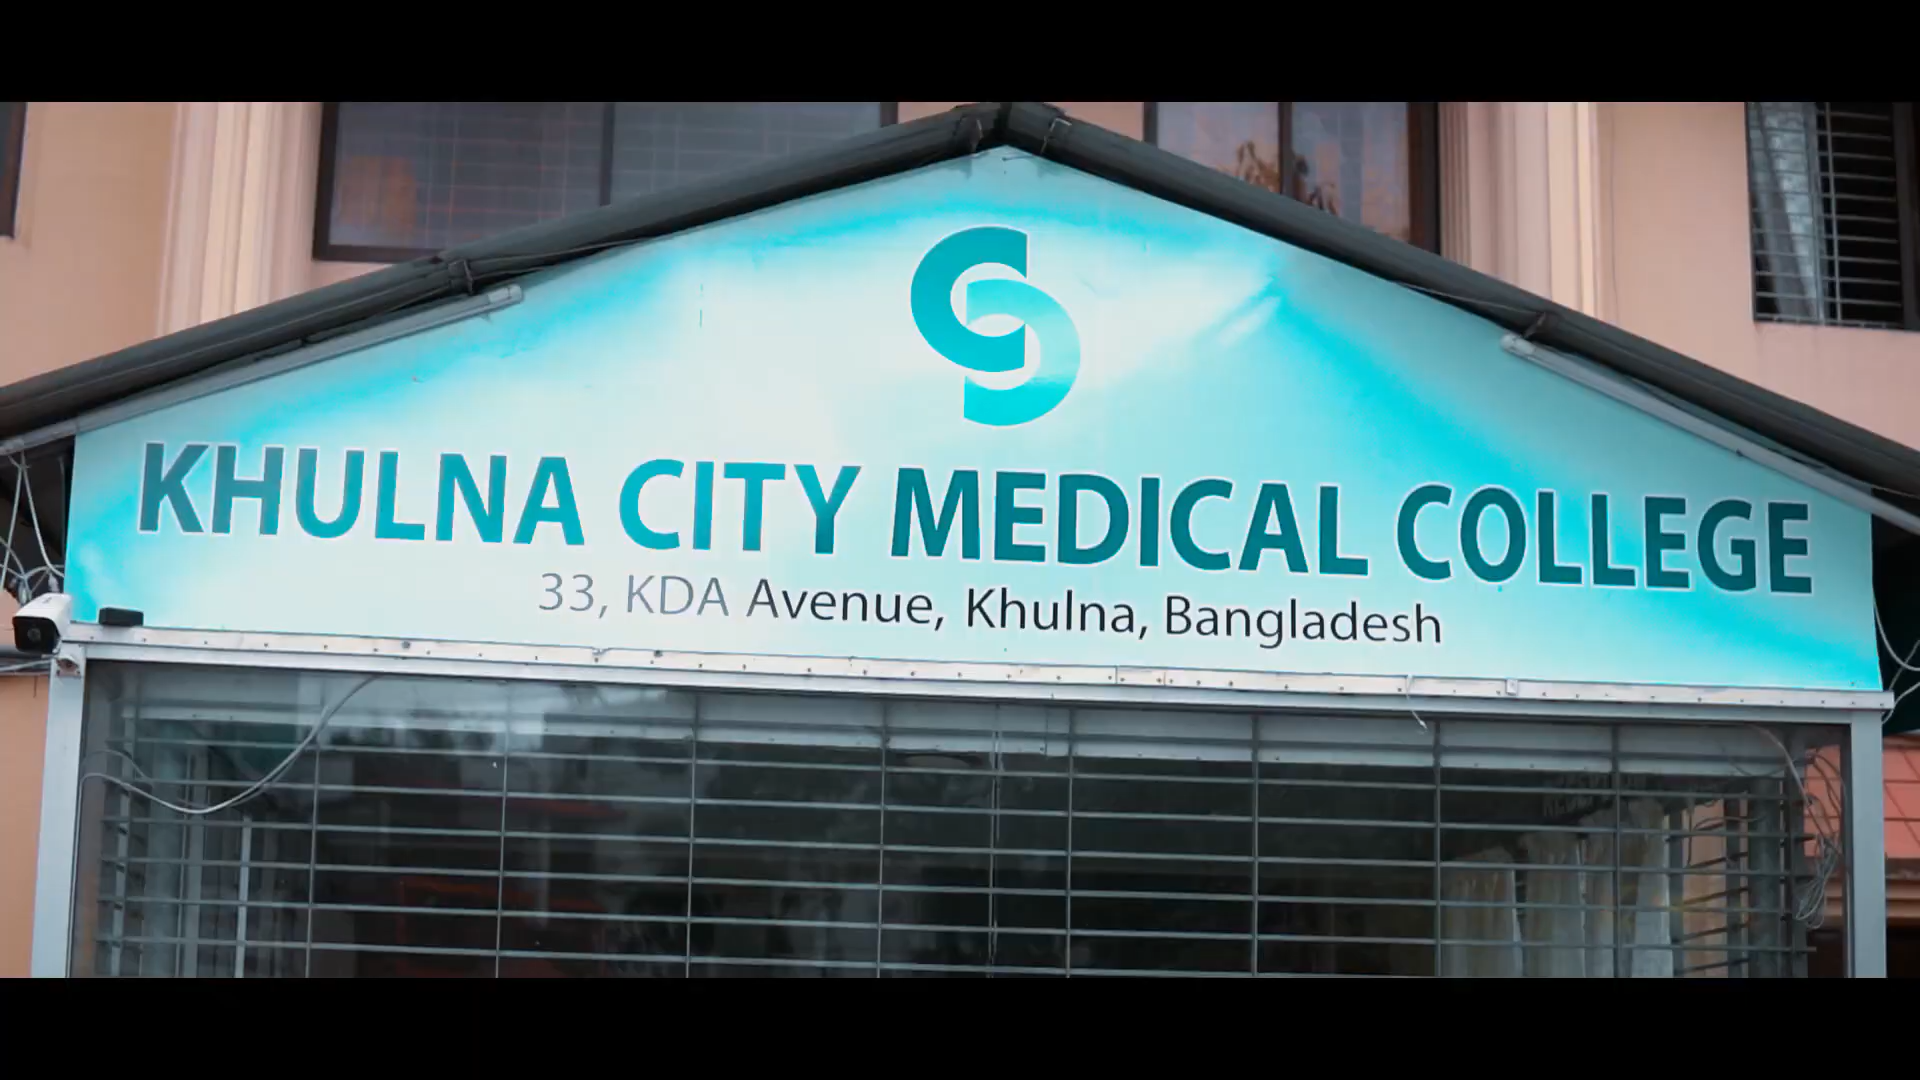 KHULNA CITY MEDICAL COLLEGE
33, KDA Avenue, Khulna, Bangladesh